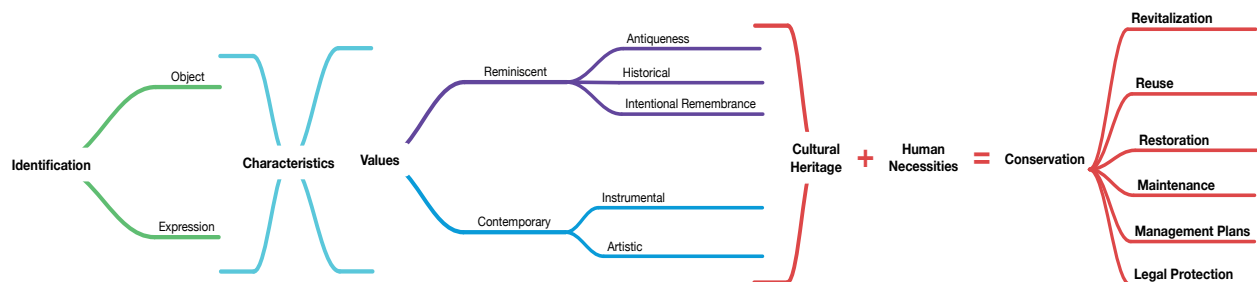 Identification
Object
Expression
Characteristics
Values
Reminiscent
Antiqueness
Historical
Intentional Remembrance
Contemporary
Instrumental
Artistic
Cultural
Heritage
+
Human
Necessities
=
Conservation
Revitalization
Reuse
Restoration
Maintenance
Management Plans
Legal Protection